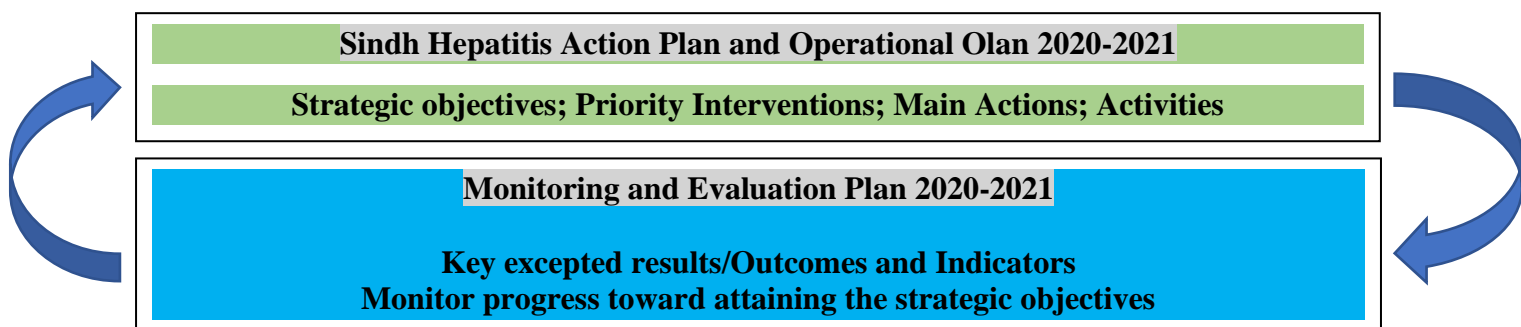 Sindh Hepatitis Action Plan and Operational Olan 2020-2021
Strategic objectives; Priority Interventions; Main Actions; Activities
Monitoring and Evaluation Plan 2020-2021
Key excepted results/Outcomes and Indicators
Monitor progress toward attaining the strategic objectives